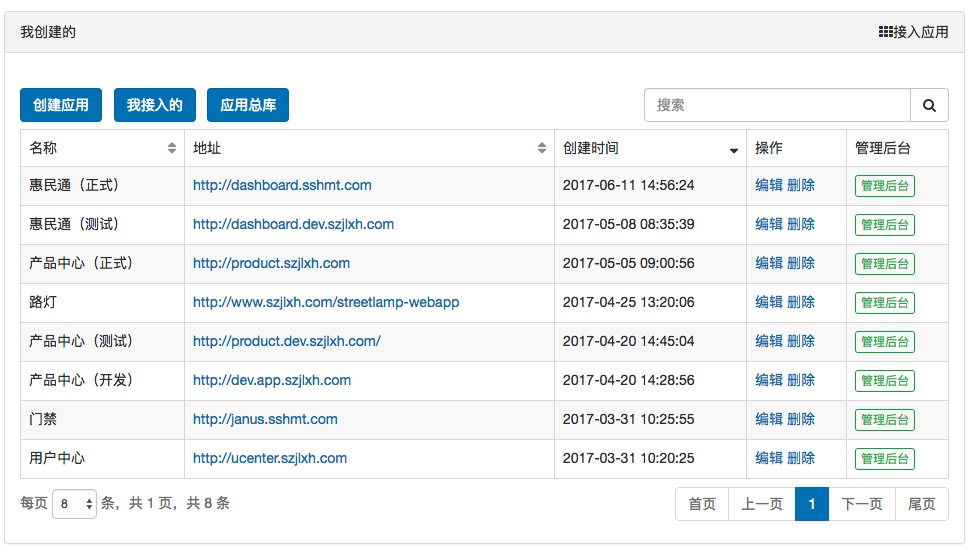 我创建的 接入应用
创建应用 我接入的 应用总库 搜索
名称 地址 创建时间 操作 管理后台
惠民通（正式） http://dashboard.sshmt.com 2017-06-11 14:56:24 编辑 删除 管理后台
惠民通（测试） http://dashboard.dev.szjlxh.com 2017-05-08 08:35:39 编辑 删除 管理后台
产品中心（正式） http://product.szjlxh.com 2017-05-05 09:00:56 编辑 删除 管理后台
路灯 http://www.szjlxh.com/streetlamp-webapp 2017-04-25 13:20:06 编辑 删除 管理后台
产品中心（测试） http://product.dev.szjlxh.com/ 2017-04-20 14:45:04 编辑 删除 管理后台
产品中心（开发） http://dev.app.szjlxh.com 2017-04-20 14:28:56 编辑 删除 管理后台
门禁 http://janus.sshmt.com 2017-03-31 10:25:55 编辑 删除 管理后台
用户中心 http://ucenter.szjlxh.com 2017-03-31 10:20:25 编辑 删除 管理后台
每页 8 条，共 1 页，共 8 条 首页 上一页 1 下一页 尾页